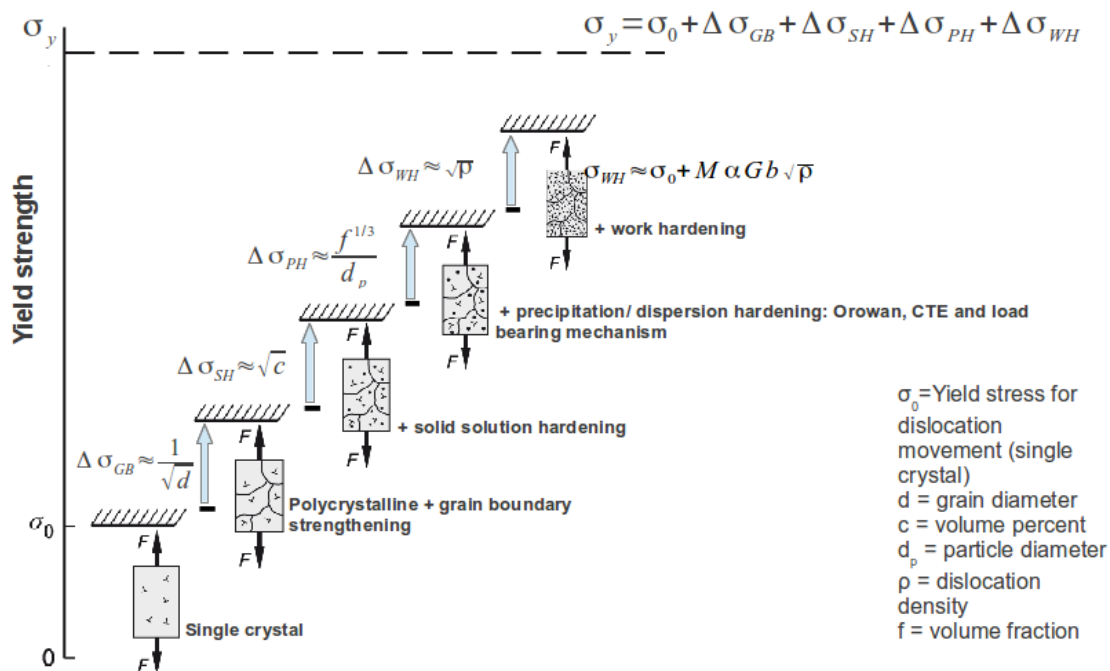 σ_y
σ_y = σ_0 + Δσ_GB + Δσ_SH + Δσ_PH + Δσ_WH
Yield strength
F
Δσ_WH ≈ √ρ
σ_WH ≈ σ_0 + M α G b √ρ
F
+ work hardening
F
Δσ_PH ≈ f^{1/3} / d_p
+ precipitation/ dispersion hardening: Orowan, CTE and load
bearing mechanism
F
F
Δσ_SH ≈ √c
+ solid solution hardening
F
F
Δσ_GB ≈ 1 / √d
Polycrystalline + grain boundary
strengthening
F
σ_0
F
Single crystal
F
0
σ_0=Yield stress for
dislocation
movement (single
crystal)
d = grain diameter
c = volume percent
d_p = particle diameter
ρ = dislocation
density
f = volume fraction